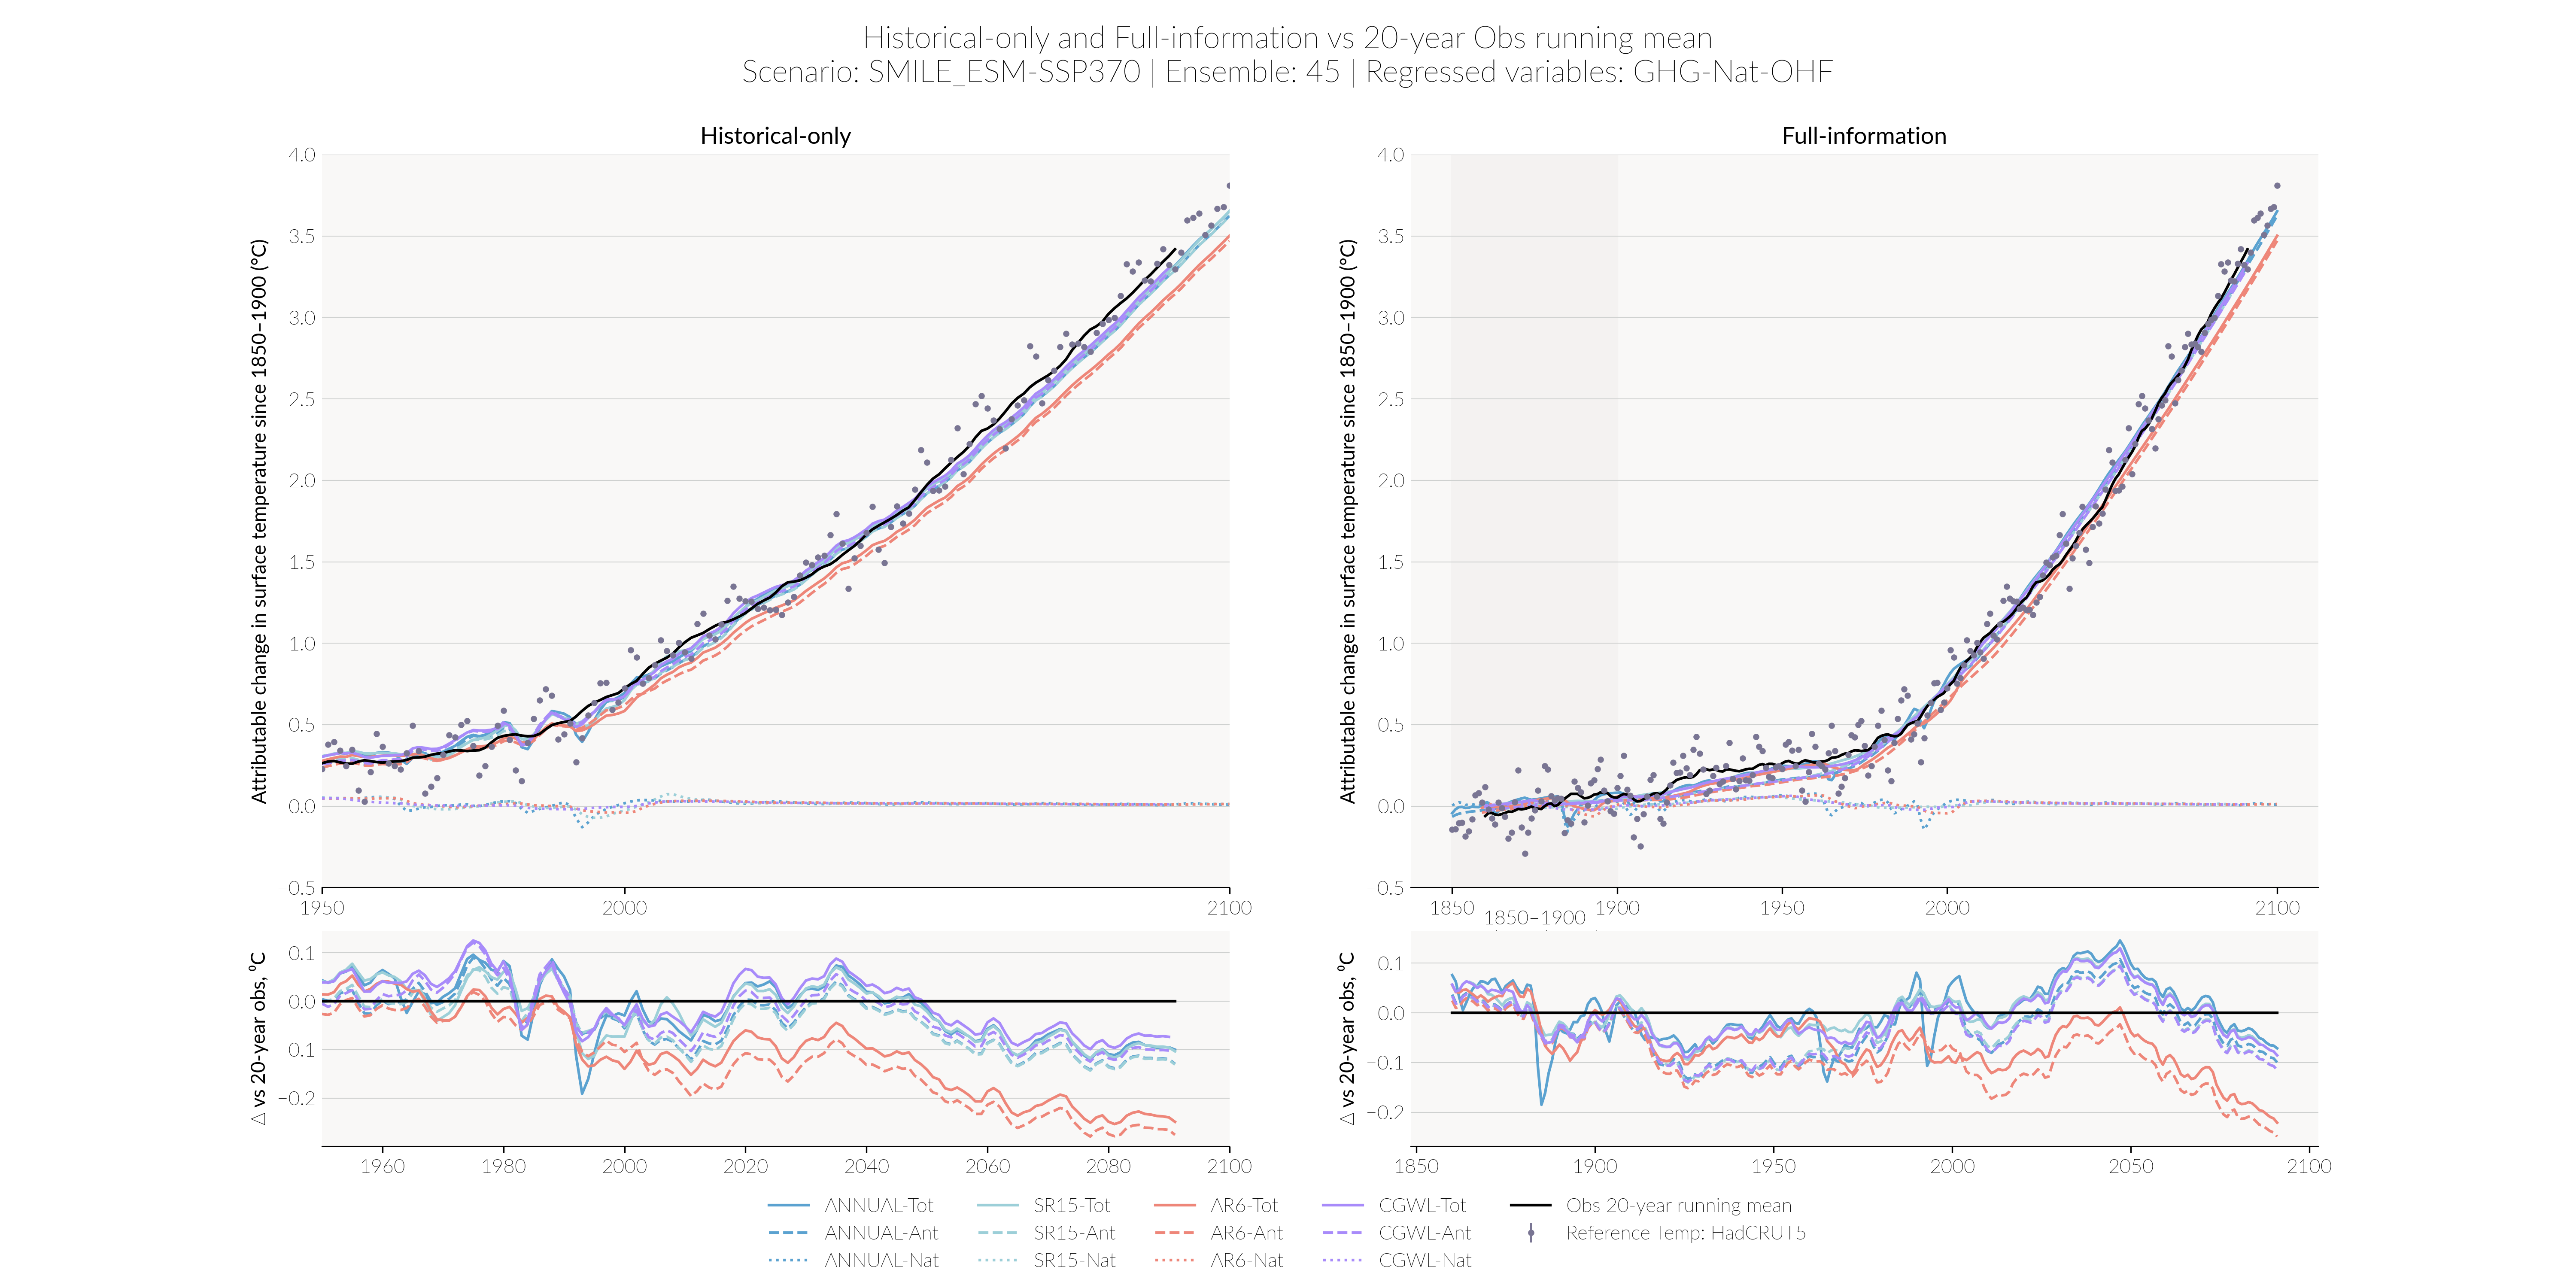 Historical-only and Full-information vs 20-year Obs running mean
Scenario: SMILE_ESM-SSP370 | Ensemble: 45 | Regressed variables: GHG-Nat-OHF
Historical-only
Attributable change in surface temperature since 1850–1900 (°C)
4.0
3.5
3.0
2.5
2.0
1.5
1.0
0.5
0.0
−0.5
1950 2000 2100
Full-information
Attributable change in surface temperature since 1850–1900 (°C)
4.0
3.5
3.0
2.5
2.0
1.5
1.0
0.5
0.0
−0.5
1850 1900 1950 2000 2100
1850–1900
Δ vs 20-year obs, ⁰C
0.1
0.0
−0.1
−0.2
1960 1980 2000 2020 2040 2060 2080 2100
Δ vs 20-year obs, ⁰C
0.1
0.0
−0.1
−0.2
1850 1900 1950 2000 2050 2100
ANNUAL-Tot SR15-Tot AR6-Tot CGWL-Tot Obs 20-year running mean
ANNUAL-Ant SR15-Ant AR6-Ant CGWL-Ant Reference Temp: HadCRUT5
ANNUAL-Nat SR15-Nat AR6-Nat CGWL-Nat